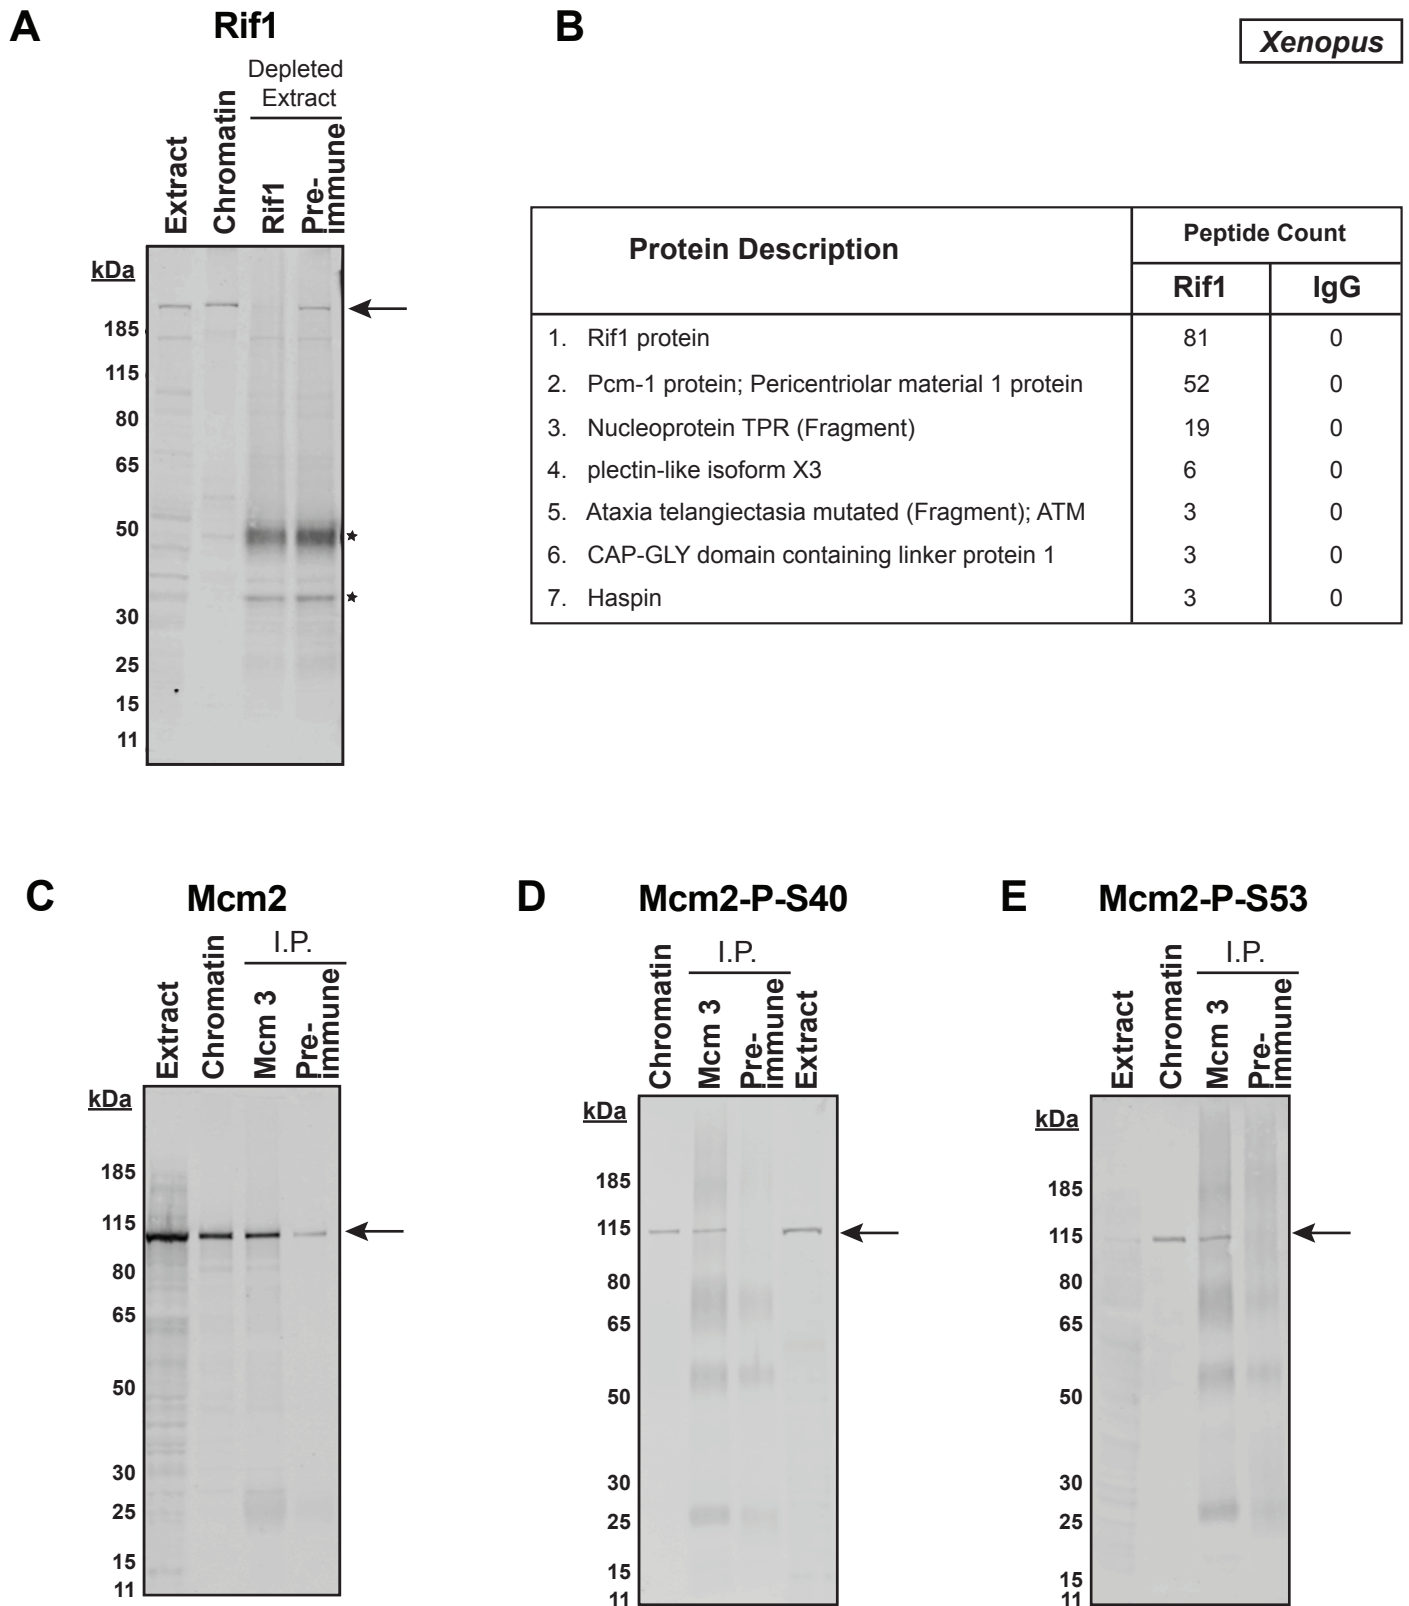 A
Rif1
Depleted
Extract
Extract
Chromatin
Rif1
Pre-
immune
kDa
185
115
80
65
50
30
25
15
11
B
Xenopus
Protein Description
Peptide Count
Rif1
IgG
1. Rif1 protein 81 0
2. Pcm-1 protein; Pericentriolar material 1 protein 52 0
3. Nucleoprotein TPR (Fragment) 19 0
4. plectin-like isoform X3 6 0
5. Ataxia telangiectasia mutated (Fragment); ATM 3 0
6. CAP-GLY domain containing linker protein 1 3 0
7. Haspin 3 0
C
Mcm2
I.P.
Extract
Chromatin
Mcm 3
Pre-
immune
kDa
185
115
80
65
50
30
25
15
11
D
Mcm2-P-S40
I.P.
Chromatin
Mcm 3
Pre-
immune
Extract
kDa
185
115
80
65
50
30
25
15
11
E
Mcm2-P-S53
I.P.
Extract
Chromatin
Mcm 3
Pre-
immune
kDa
185
115
80
65
50
30
25
15
11